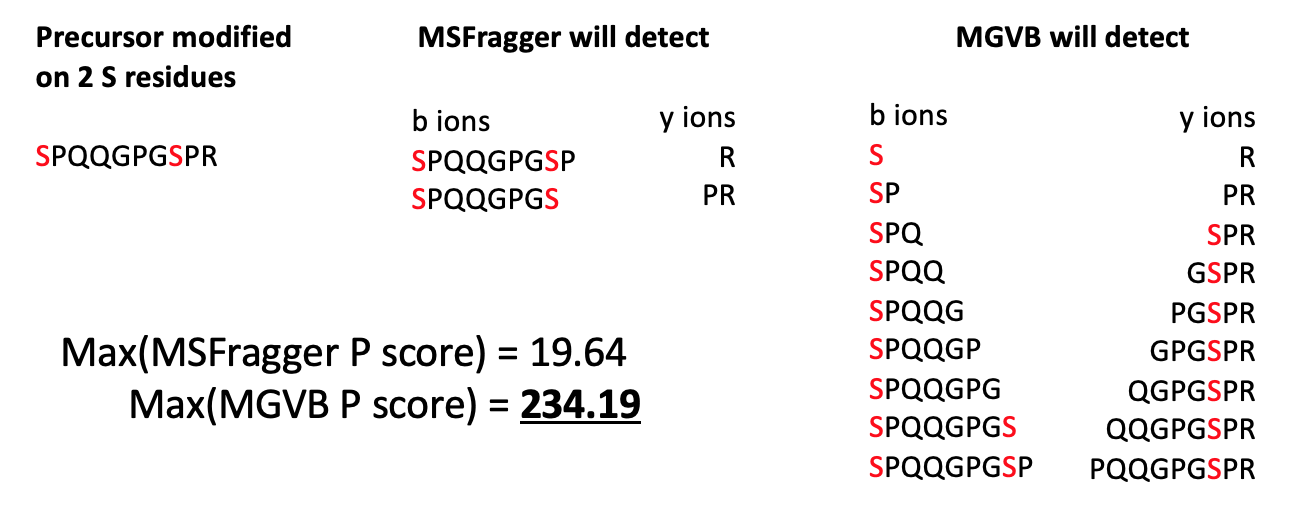 Precursor modified
on 2 S residues
SPQQGPGSPR
MSFragger will detect
b ions y ions
SPQQGPGSP R
SPQQGPGS PR
Max(MSFragger P score) = 19.64
Max(MGVB P score) = 234.19
MGVB will detect
b ions y ions
S R
SP PR
SPQ SPR
SPQQ GSPR
SPQQG PGSPR
SPQQGP GPGSPR
SPQQGPG QGPGSPR
SPQQGPGS QQGPGSPR
SPQQGPGSP PQQGPGSPR